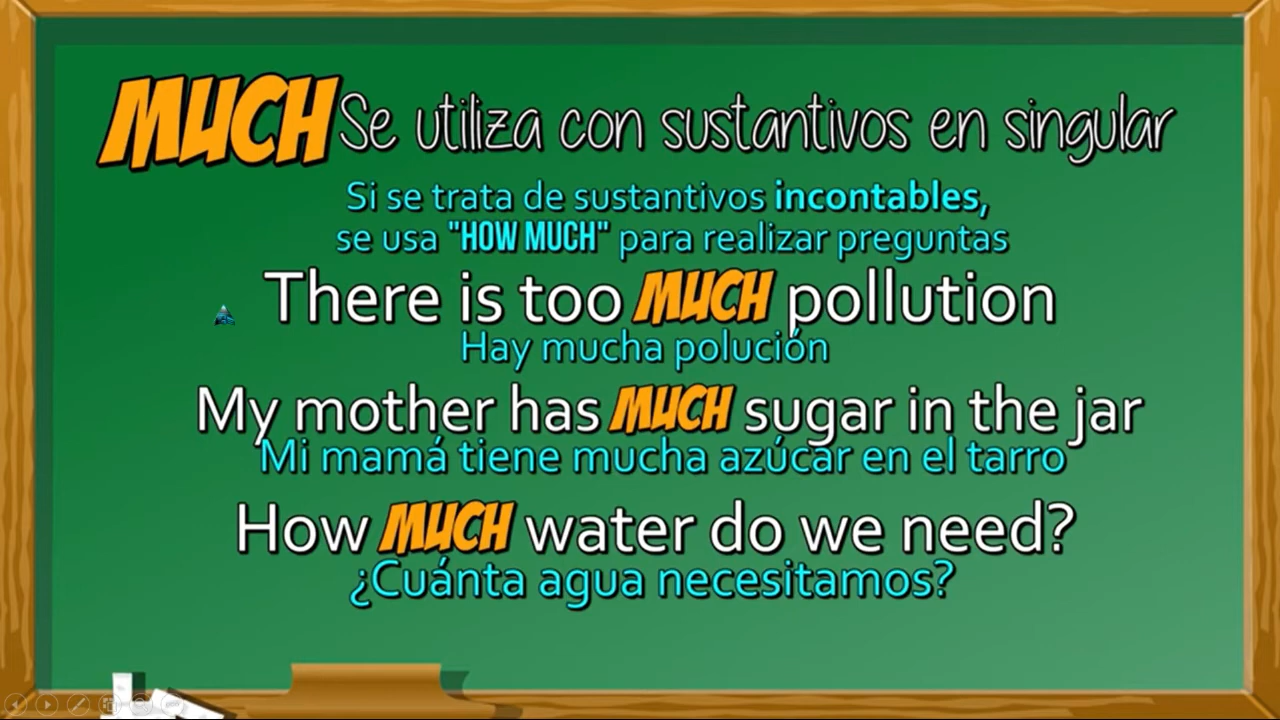 MUCH Se utiliza con sustantivos en singular
Si se trata de sustantivos incontables,
se usa "HOW MUCH" para realizar preguntas
There is too MUCH pollution
Hay mucha polución
My mother has MUCH sugar in the jar
Mi mamá tiene mucha azúcar en el tarro
How MUCH water do we need?
¿Cuánta agua necesitamos?